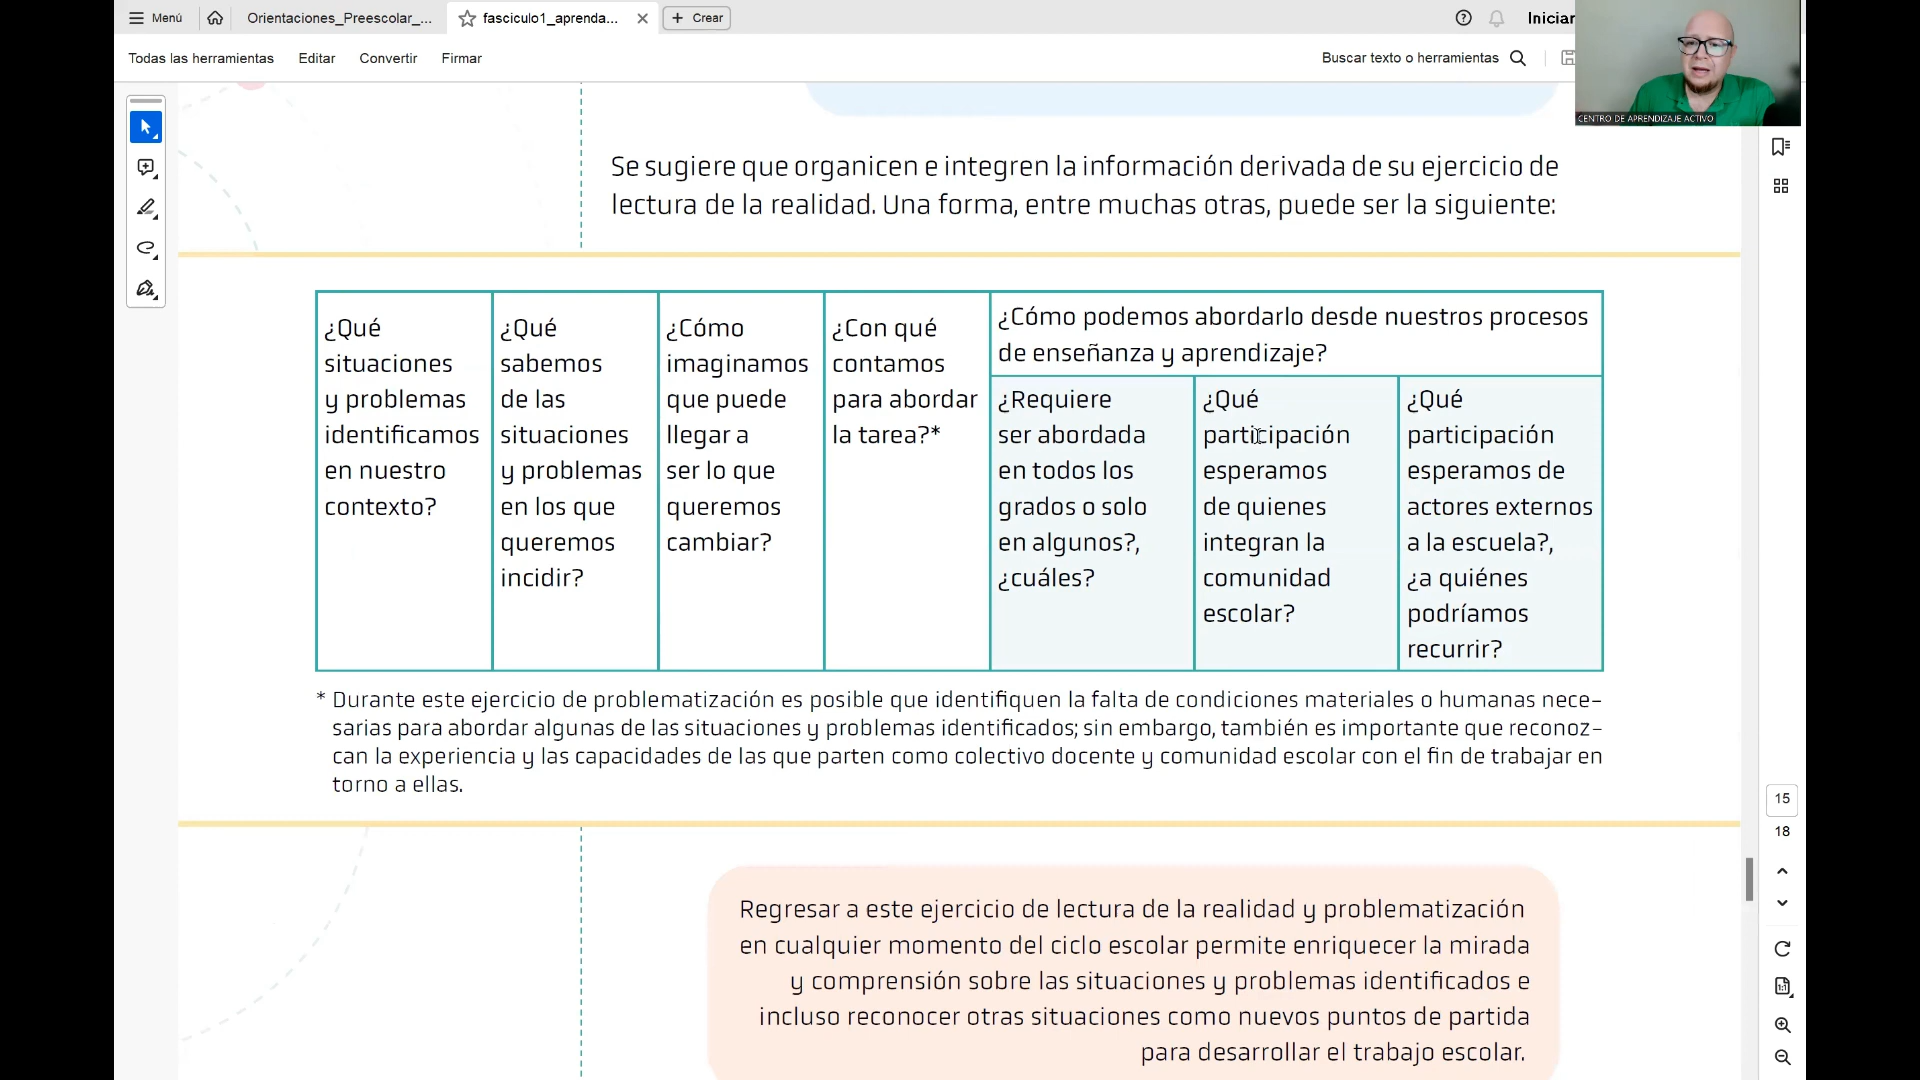 Menú
Orientaciones_Preescolar_...
fasciculo1_aprenda...
Crear
Iniciar
Todas las herramientas
Editar
Convertir
Firmar
Buscar texto o herramientas
CENTRO DE APRENDIZAJE ACTIVO
Se sugiere que organicen e integren la información derivada de su ejercicio de
lectura de la realidad. Una forma, entre muchas otras, puede ser la siguiente:
¿Qué
situaciones
y problemas
identificamos
en nuestro
contexto?
¿Qué
sabemos
de las
situaciones
y problemas
en los que
queremos
incidir?
¿Cómo
imaginamos
que puede
llegar a
ser lo que
queremos
cambiar?
¿Con qué
contamos
para abordar
la tarea?*
¿Cómo podemos abordarlo desde nuestros procesos
de enseñanza y aprendizaje?
¿Requiere
ser abordada
en todos los
grados o solo
en algunos?,
¿cuáles?
¿Qué
participación
esperamos
de quienes
integran la
comunidad
escolar?
¿Qué
participación
esperamos de
actores externos
a la escuela?,
¿a quiénes
podríamos
recurrir?
* Durante este ejercicio de problematización es posible que identifiquen la falta de condiciones materiales o humanas nece-
sarias para abordar algunas de las situaciones y problemas identificados; sin embargo, también es importante que reconoz-
can la experiencia y las capacidades de las que parten como colectivo docente y comunidad escolar con el fin de trabajar en
torno a ellas.
15
18
Regresar a este ejercicio de lectura de la realidad y problematización
en cualquier momento del ciclo escolar permite enriquecer la mirada
y comprensión sobre las situaciones y problemas identificados e
incluso reconocer otras situaciones como nuevos puntos de partida
para desarrollar el trabajo escolar.